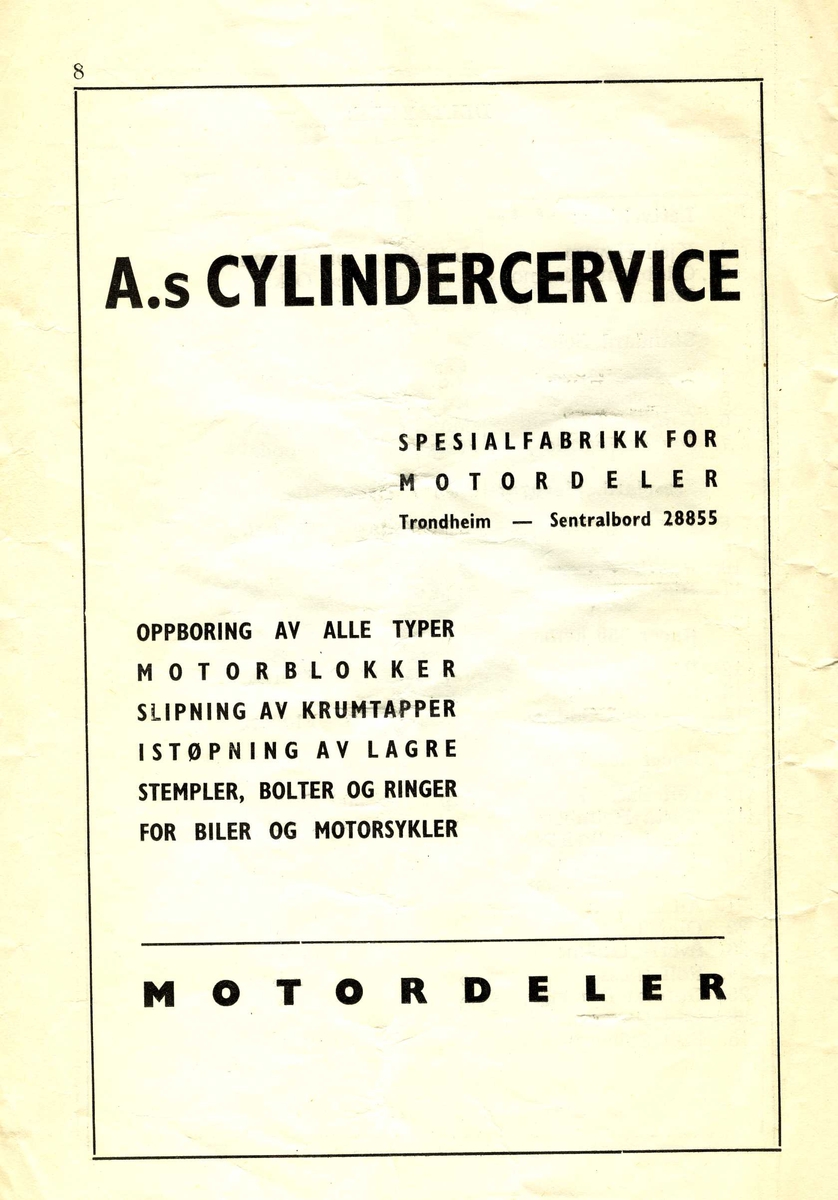 8
A.s CYLINDERCERVICE
SPESIALFABRIKK FOR
MOTORDELER
Trondheim — Sentralbord 28855
OPPBORING AV ALLE TYPER
MOTORBLOKKER
SLIPNING AV KRUMTAPPER
ISTØPNING AV LAGRE
STEMPLER, BOLTER OG RINGER
FOR BILER OG MOTORSYKLER
MOTORDELER